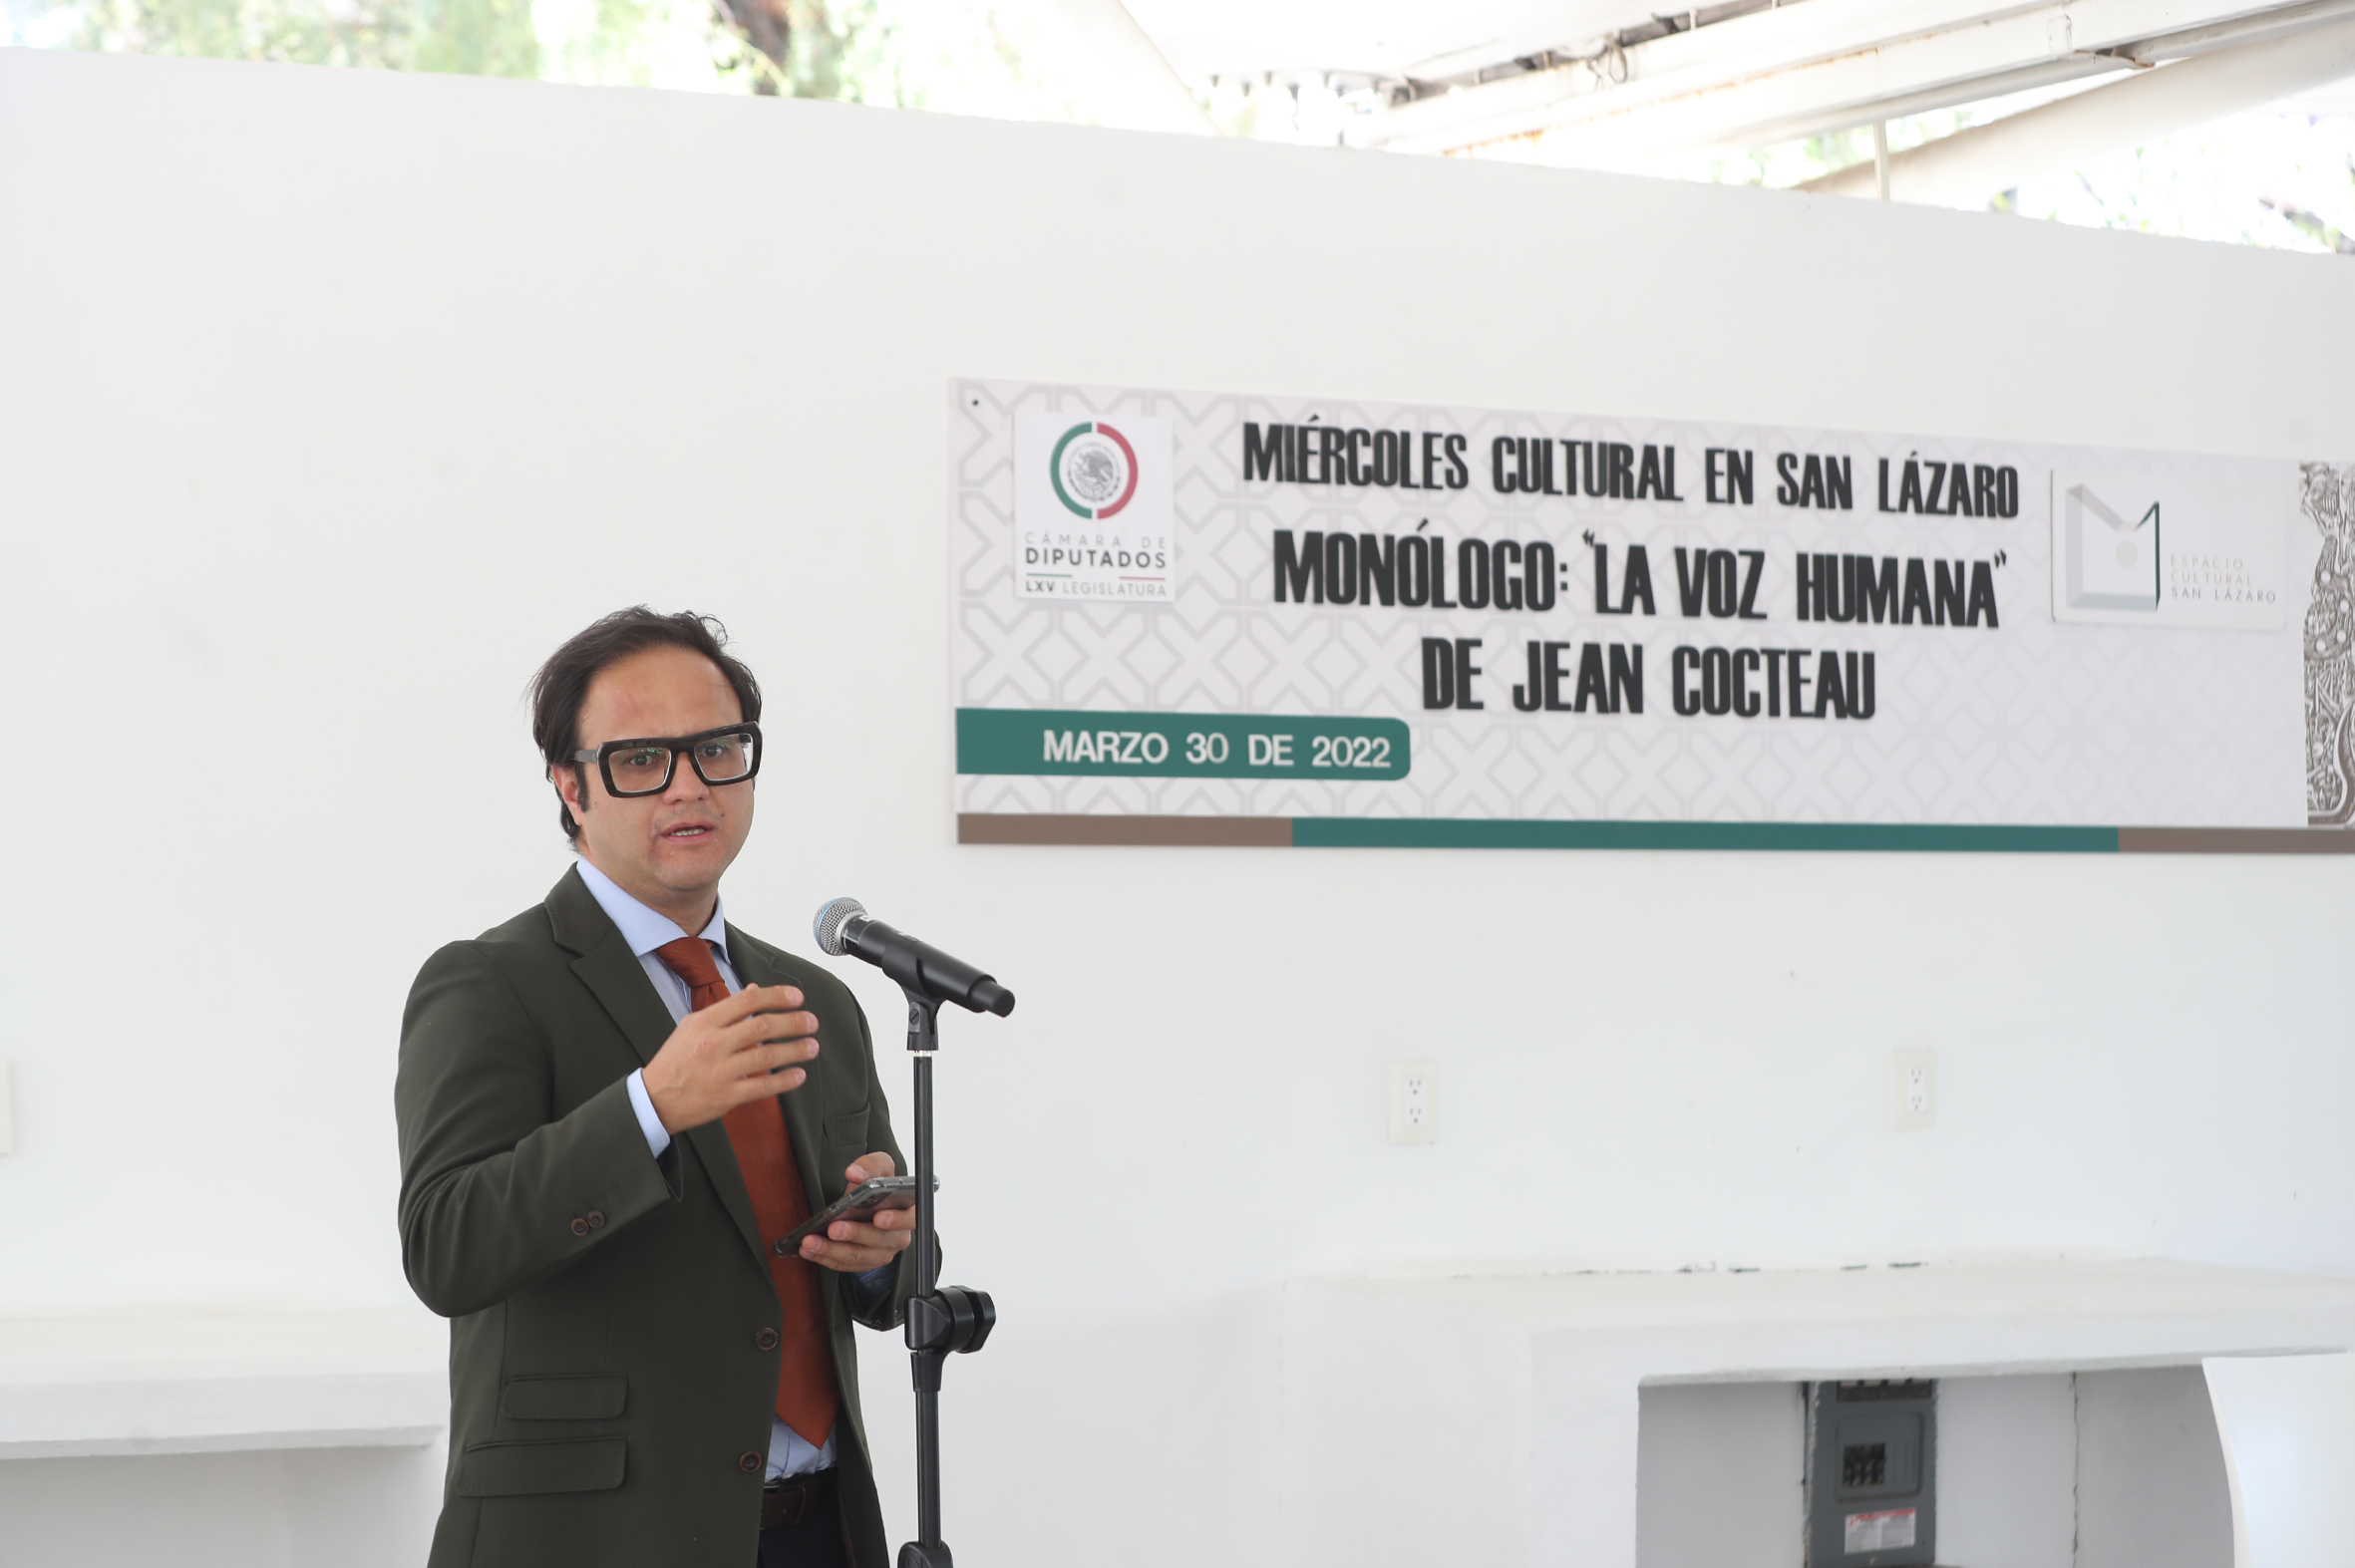 MIÉRCOLES CULTURAL EN SAN LÁZARO
MONÓLOGO: "LA VOZ HUMANA"
DE JEAN COCTEAU
MARZO 30 DE 2022
CÁMARA DE
DIPUTADOS
LXV LEGISLATURA
ESPACIO
CULTURAL
SAN LÁZARO